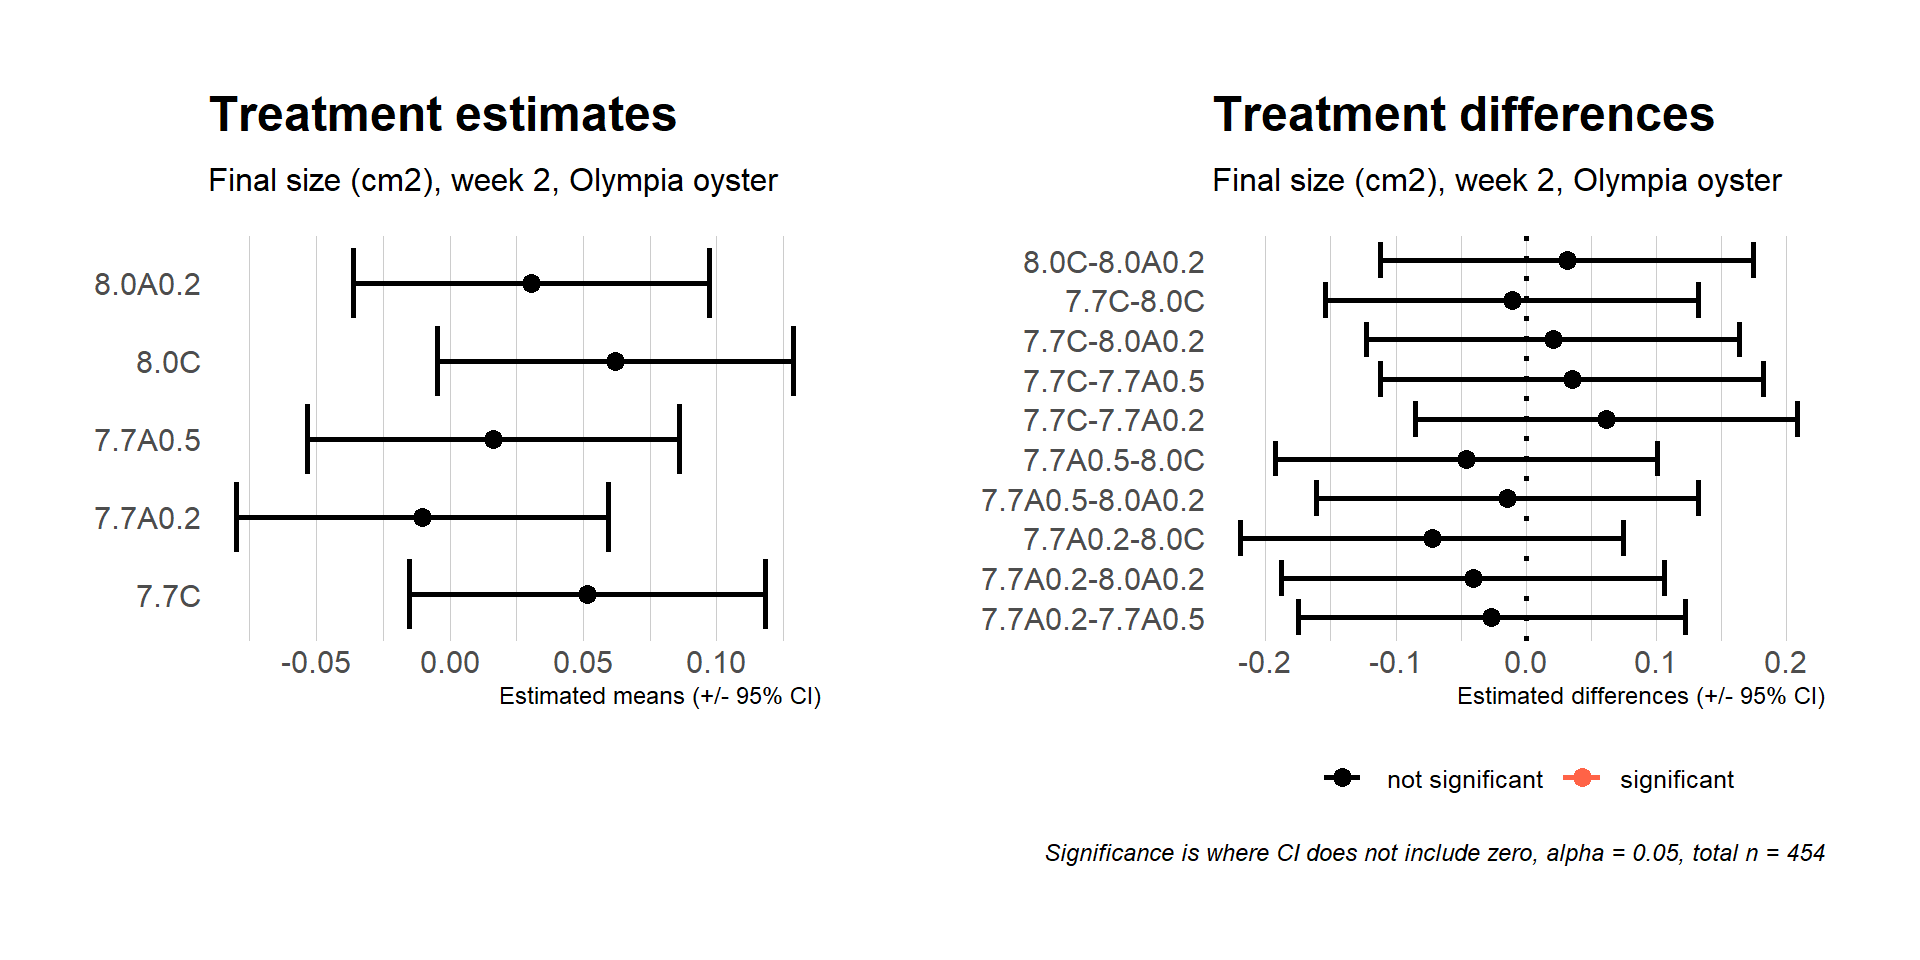 Treatment estimates
Final size (cm2), week 2, Olympia oyster
8.0A0.2
8.0C
7.7A0.5
7.7A0.2
7.7C
-0.05 0.00 0.05 0.10
Estimated means (+/- 95% CI)
Treatment differences
Final size (cm2), week 2, Olympia oyster
8.0C-8.0A0.2
7.7C-8.0C
7.7C-8.0A0.2
7.7C-7.7A0.5
7.7C-7.7A0.2
7.7A0.5-8.0C
7.7A0.5-8.0A0.2
7.7A0.2-8.0C
7.7A0.2-8.0A0.2
7.7A0.2-7.7A0.5
-0.2 -0.1 0.0 0.1 0.2
Estimated differences (+/- 95% CI)
not significant significant
Significance is where CI does not include zero, alpha = 0.05, total n = 454